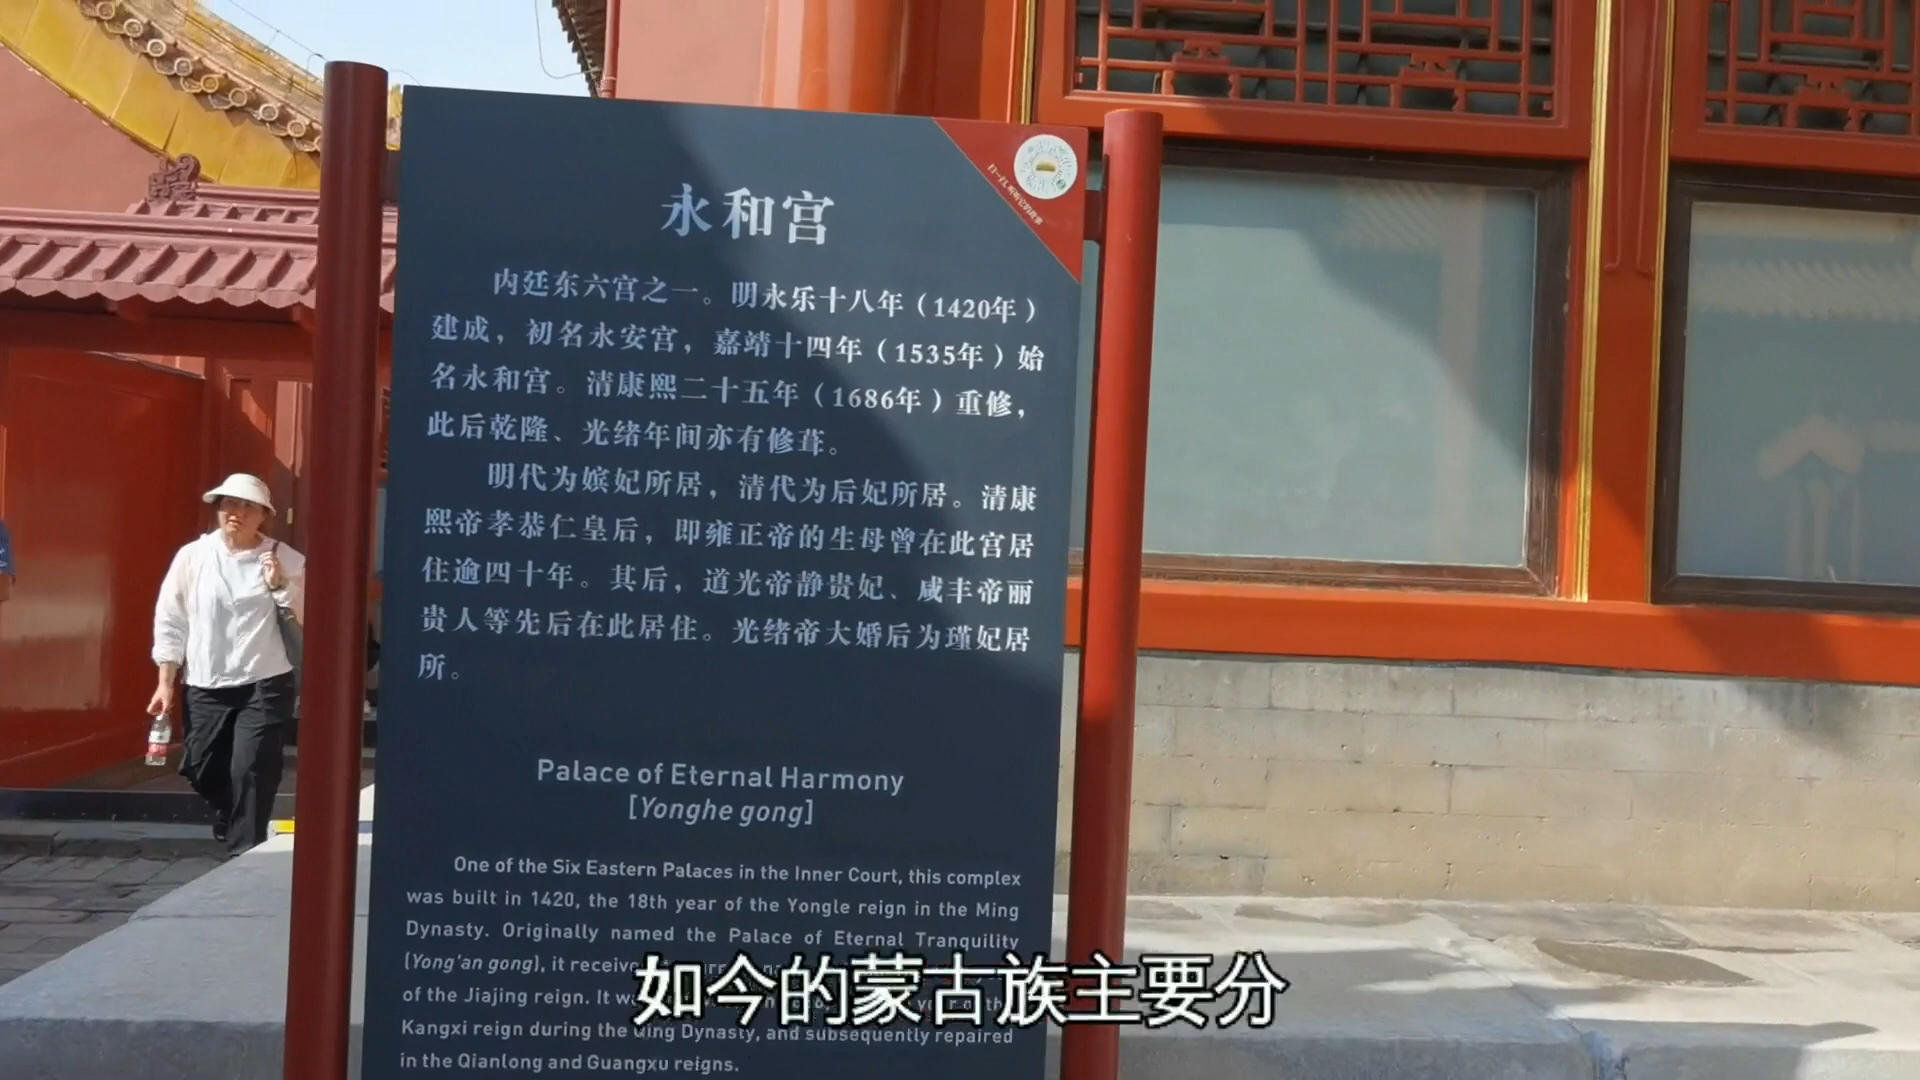 永和宫
扫一扫，听听它的故事
内廷东六宫之一。明永乐十八年（1420年）
建成，初名永安宫，嘉靖十四年（1535年）始
名永和宫。清康熙二十五年（1686年）重修，
此后乾隆、光绪年间亦有修葺。
明代为嫔妃所居，清代为后妃所居。清康
熙帝孝恭仁皇后，即雍正帝的生母曾在此宫居
住逾四十年。其后，道光帝静贵妃、咸丰帝丽
贵人等先后在此居住。光绪帝大婚后为瑾妃居
所。
Palace of Eternal Harmony
[Yonghe gong]
One of the Six Eastern Palaces in the Inner Court, this complex
was built in 1420, the 18th year of the Yongle reign in the Ming
Dynasty. Originally named the Palace of Eternal Tranquility
(Yong'an gong), it
of the Jiajing reign. It
Kangxi reign during the Qing Dynasty, and subsequently repaired
in the Qianlong and Guangxu reigns.
如今的蒙古族主要分